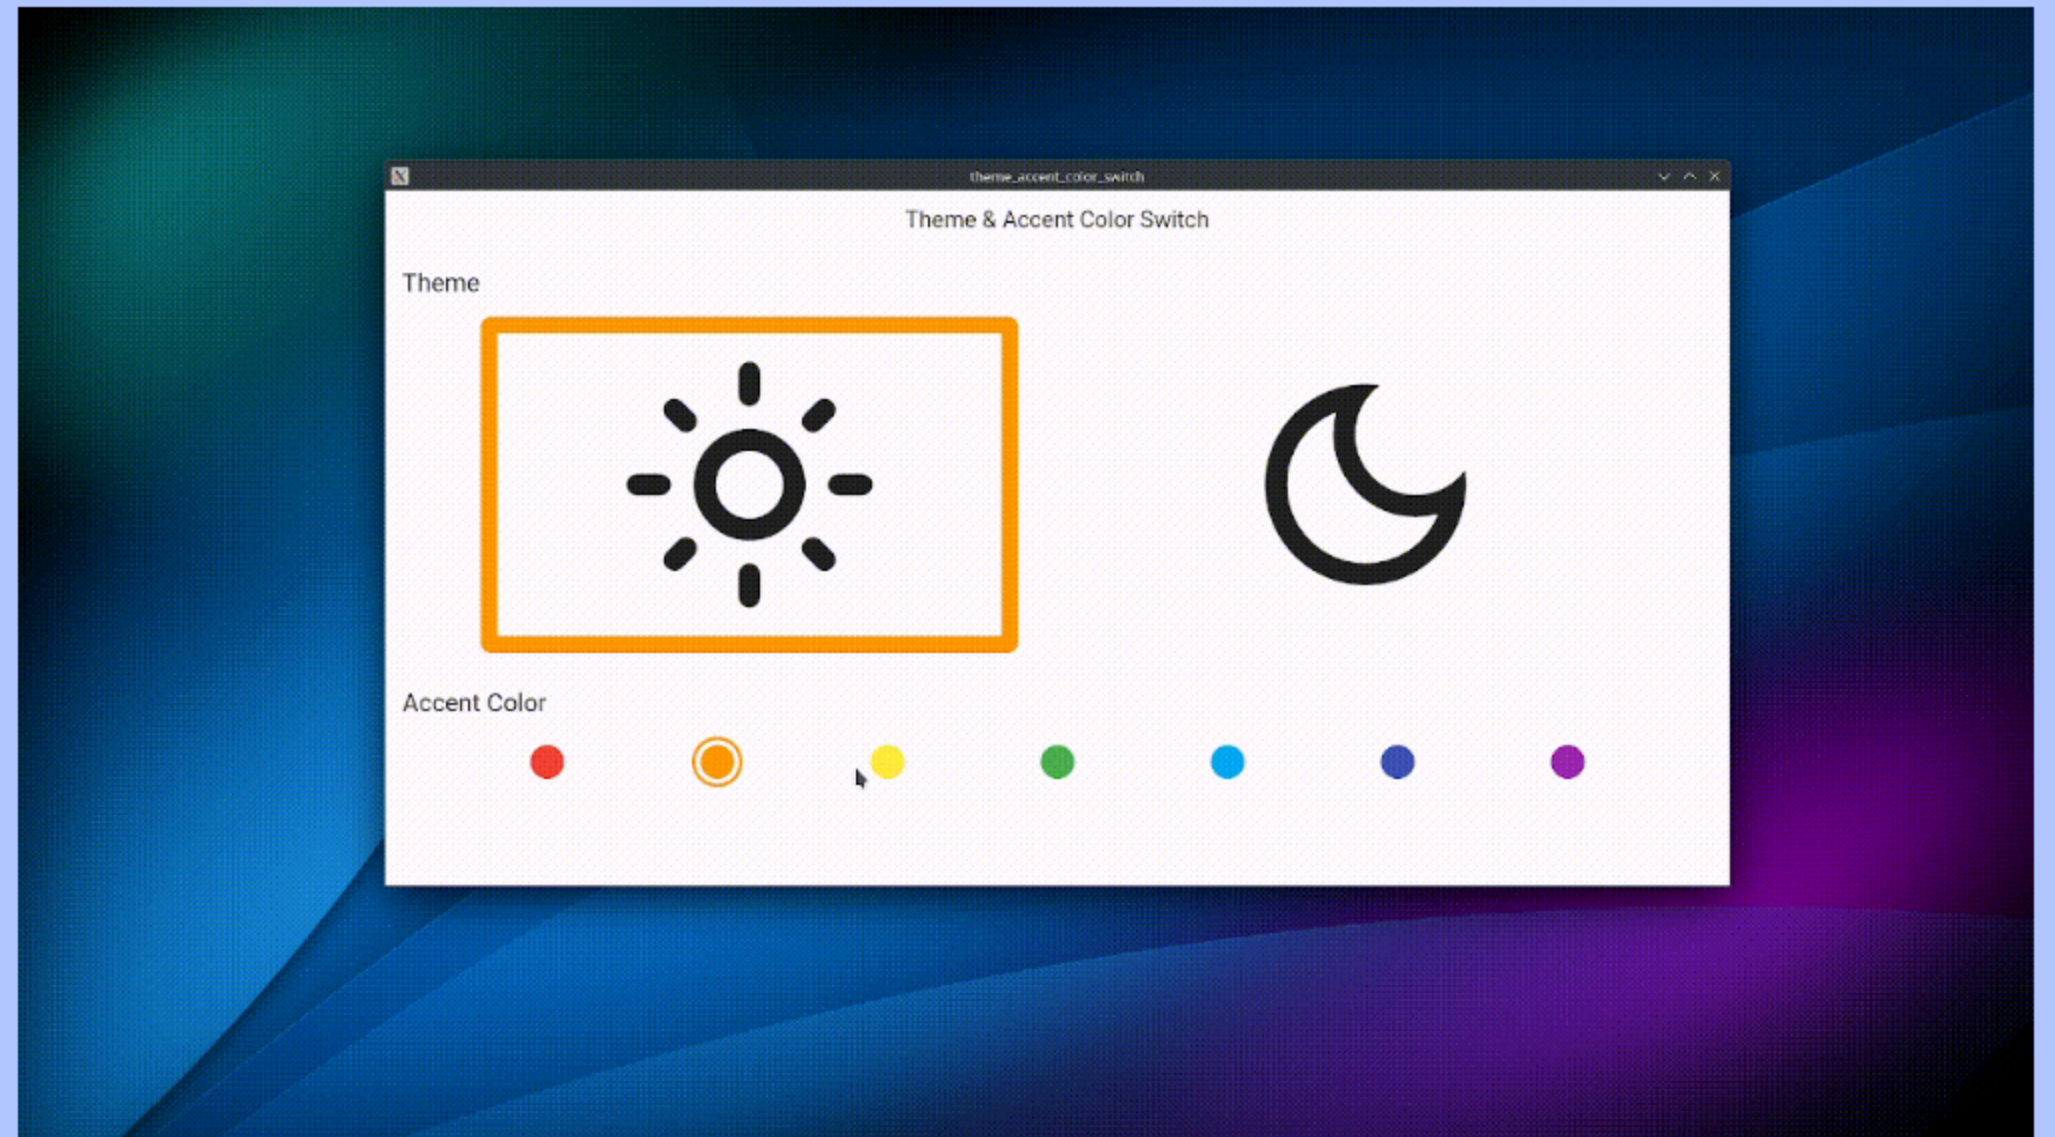 theme_accent_color_switch
Theme & Accent Color Switch
Theme
Accent Color